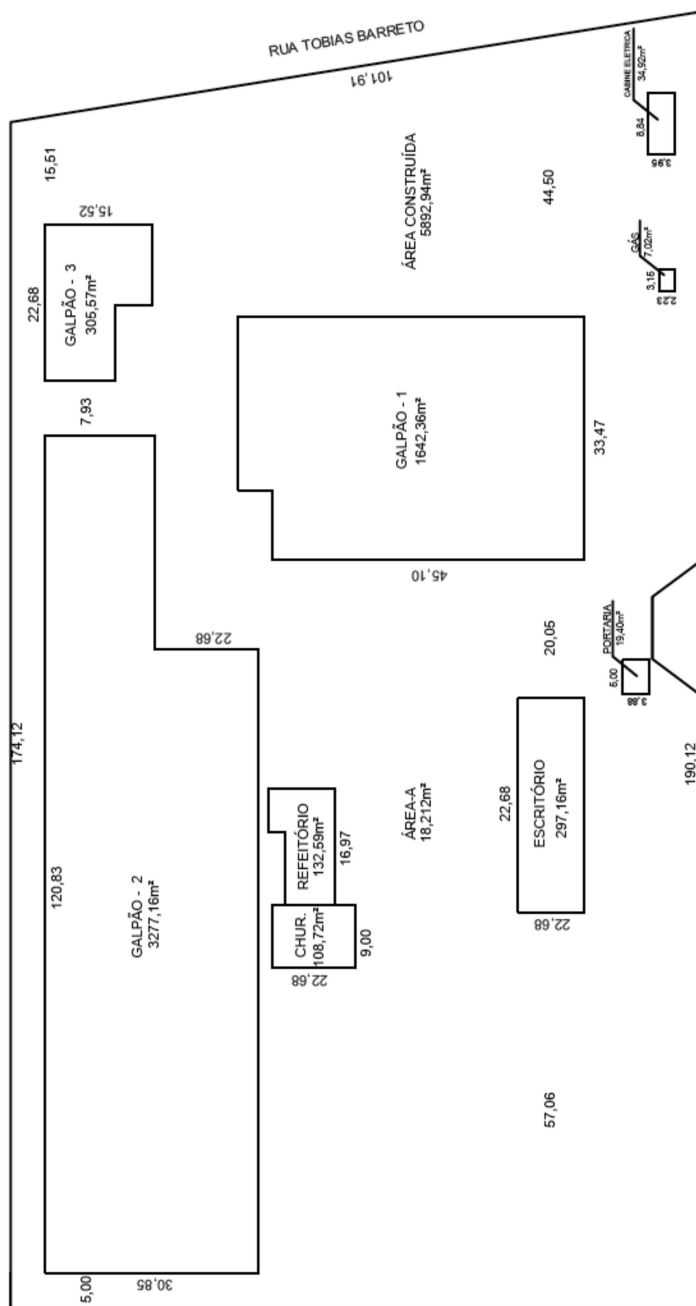 RUA TOBIAS BARRETO
101,91
15,51
15,52
22,68
GALPÃO - 3
305,57m²
7,93
ÁREA CONSTRUÍDA
5892,94m²
44,50
CABINE ELETRICA
34,92m²
8,84
3,95
GÁS
7,02m²
3,15
2,23
GALPÃO - 1
1642,36m²
33,47
45,10
174,12
120,83
GALPÃO - 2
3277,16m²
22,68
30,85
5,00
REFEITÓRIO
132,59m²
16,97
CHUR.
108,72m²
9,00
22,68
ÁREA-A
18,212m²
20,05
PORTARIA
19,40m²
5,00
3,88
22,68
ESCRITÓRIO
297,16m²
22,68
57,06
190,12